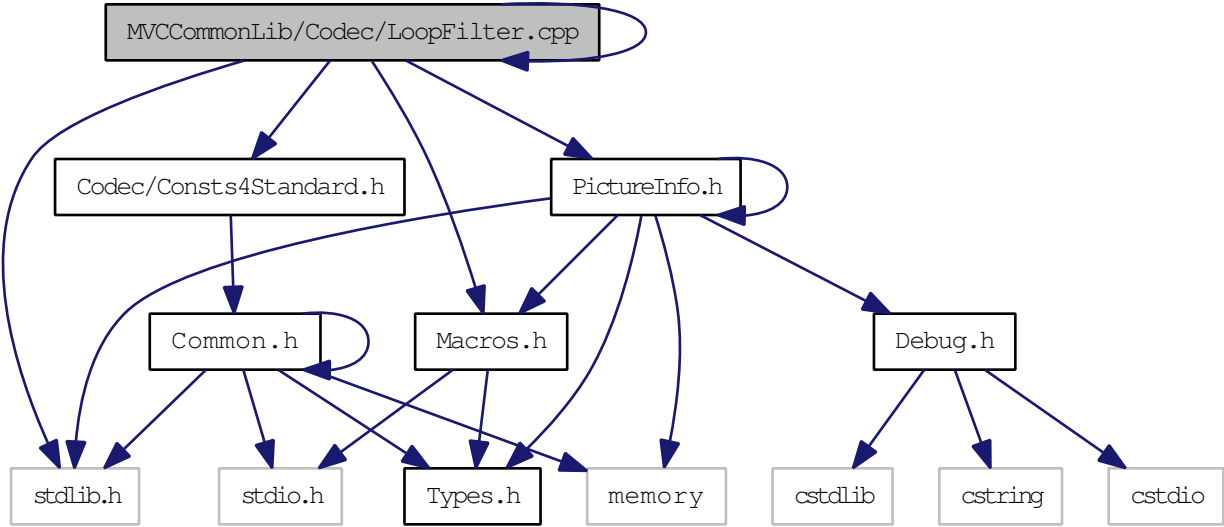 MVCCommonLib/Codec/LoopFilter.cpp
Codec/Consts4Standard.h
PictureInfo.h
Common.h
Macros.h
Debug.h
stdlib.h
stdio.h
Types.h
memory
cstdlib
cstring
cstdio